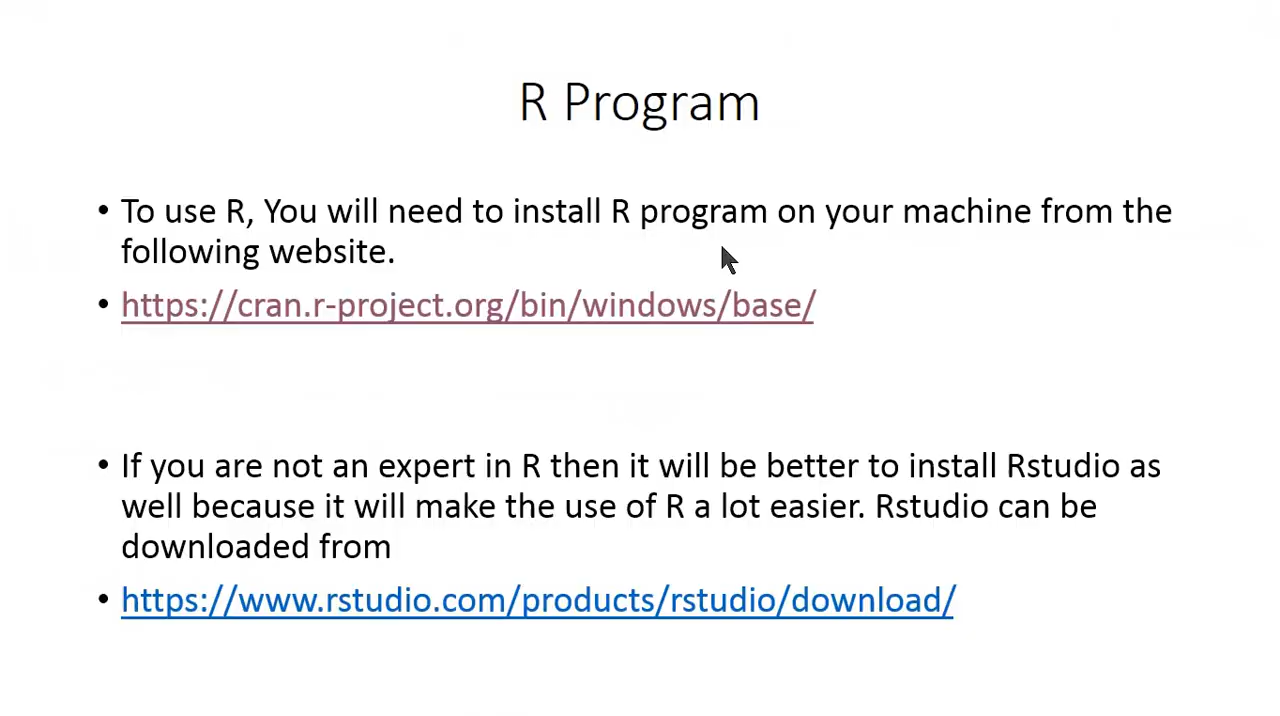 R Program
• To use R, You will need to install R program on your machine from the
following website.
• https://cran.r-project.org/bin/windows/base/
• If you are not an expert in R then it will be better to install Rstudio as
well because it will make the use of R a lot easier. Rstudio can be
downloaded from
• https://www.rstudio.com/products/rstudio/download/